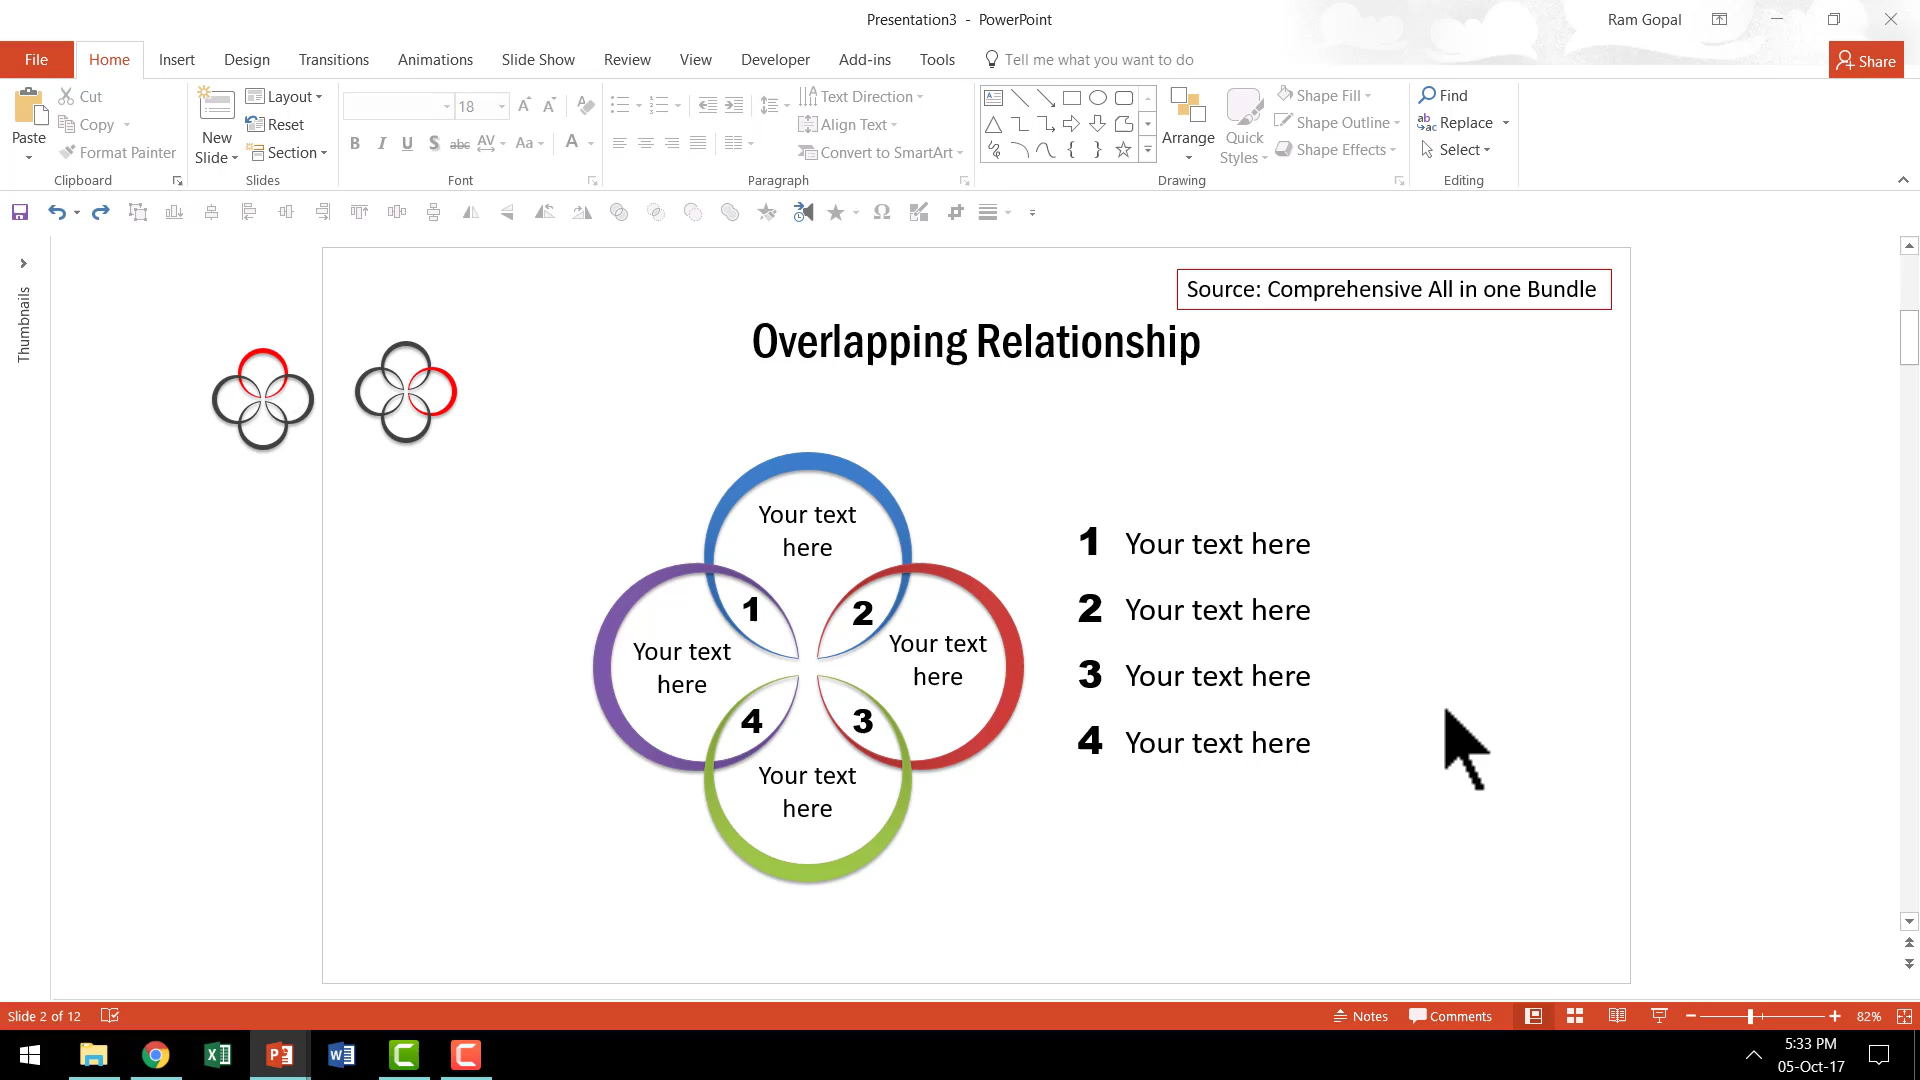 Presentation3 - PowerPoint
Ram Gopal
File Home Insert Design Transitions Animations Slide Show Review View Developer Add-ins Tools Tell me what you want to do Share
Paste
Cut
Copy
Format Painter
Clipboard
New
Slide
Layout
Reset
Section
Slides
18
B I U S abc AV Aa A
Font
Text Direction
Align Text
Convert to SmartArt
Paragraph
Arrange
Quick
Styles
Shape Fill
Shape Outline
Shape Effects
Drawing
Find
Replace
Select
Editing
Thumbnails
Source: Comprehensive All in one Bundle
Overlapping Relationship
Your text
here
1
2
Your text
here
Your text
here
4
3
Your text
here
1 Your text here
2 Your text here
3 Your text here
4 Your text here
Slide 2 of 12
Notes
Comments
82%
5:33 PM
05-Oct-17